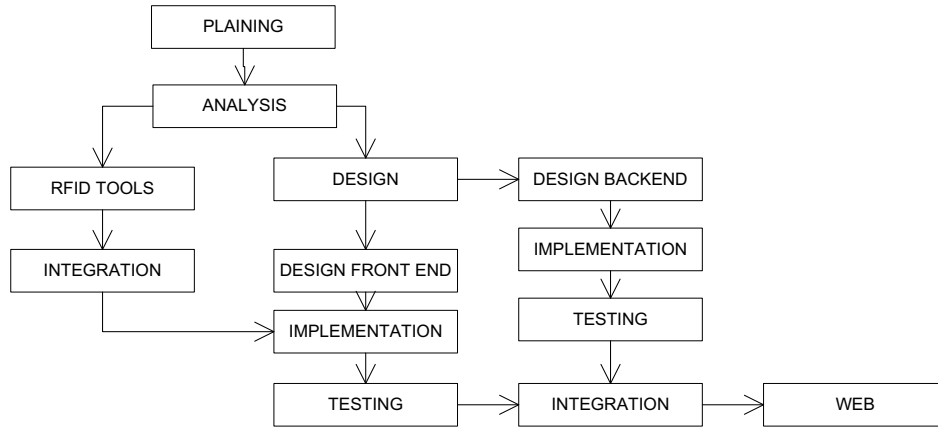 PLAINING
ANALYSIS
RFID TOOLS
DESIGN
DESIGN BACKEND
INTEGRATION
DESIGN FRONT END
IMPLEMENTATION
IMPLEMENTATION
TESTING
TESTING
INTEGRATION
WEB